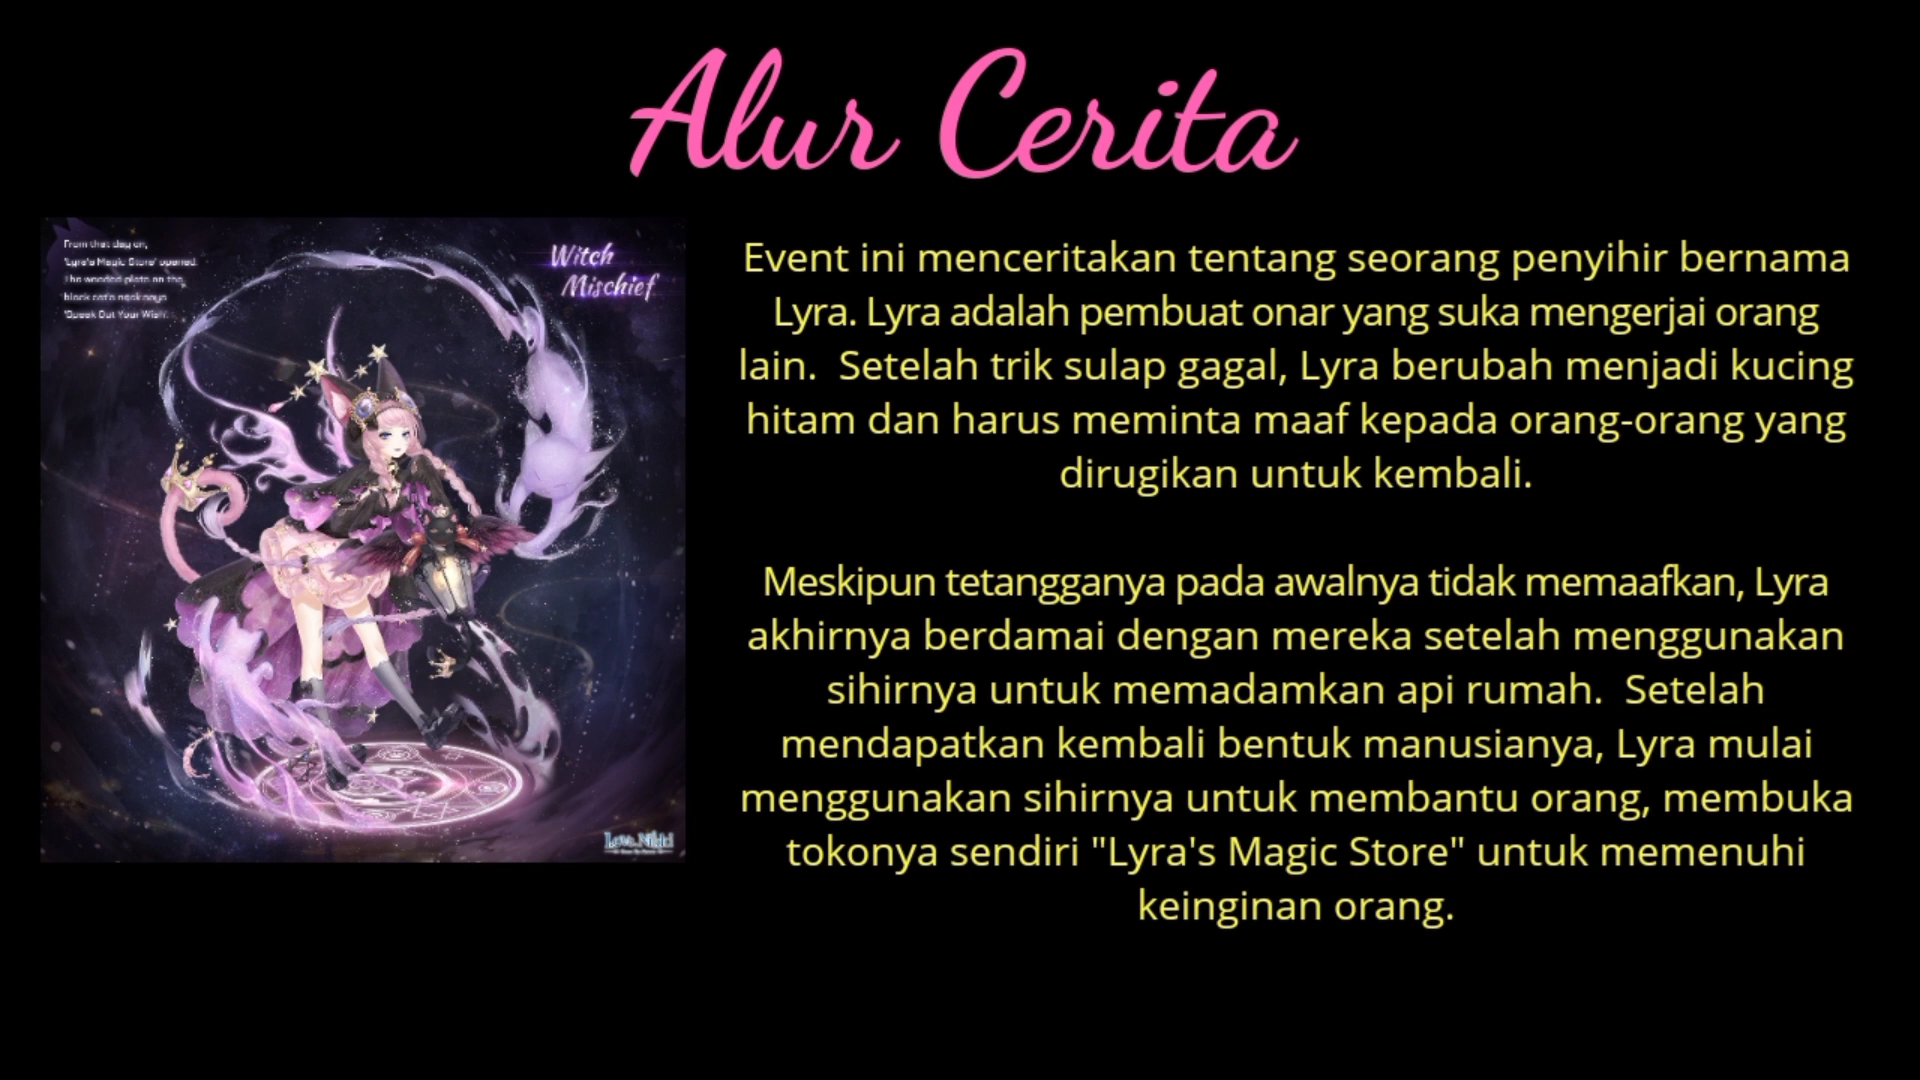 Alur Cerita
From that day on,
'Lyra's Magic Store' opened.
The wooded plate on the
black cat's neck says
'Speak Out Your Wish'.
Witch
Mischief
Love Nikki
Event ini menceritakan tentang seorang penyihir bernama
Lyra. Lyra adalah pembuat onar yang suka mengerjai orang
lain.  Setelah trik sulap gagal, Lyra berubah menjadi kucing
hitam dan harus meminta maaf kepada orang-orang yang
dirugikan untuk kembali.
Meskipun tetangganya pada awalnya tidak memaafkan, Lyra
akhirnya berdamai dengan mereka setelah menggunakan
sihirnya untuk memadamkan api rumah.  Setelah
mendapatkan kembali bentuk manusianya, Lyra mulai
menggunakan sihirnya untuk membantu orang, membuka
tokonya sendiri "Lyra's Magic Store" untuk memenuhi
keinginan orang.